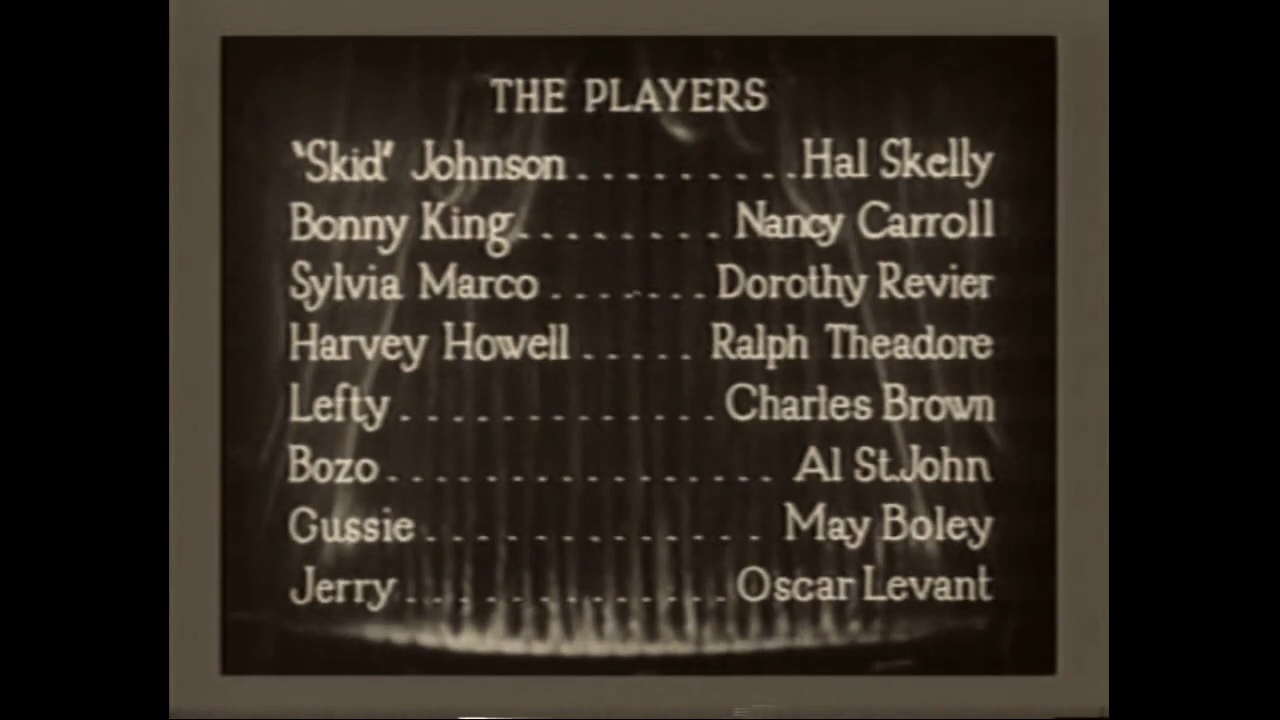 THE PLAYERS
"Skid" Johnson.........Hal Skelly
Bonny King........Nancy Carroll
Sylvia Marco.......Dorothy Revier
Harvey Howell.....Ralph Theadore
Lefty.............Charles Brown
Bozo................Al St.John
Gussie.............May Boley
Jerry.............Oscar Levant